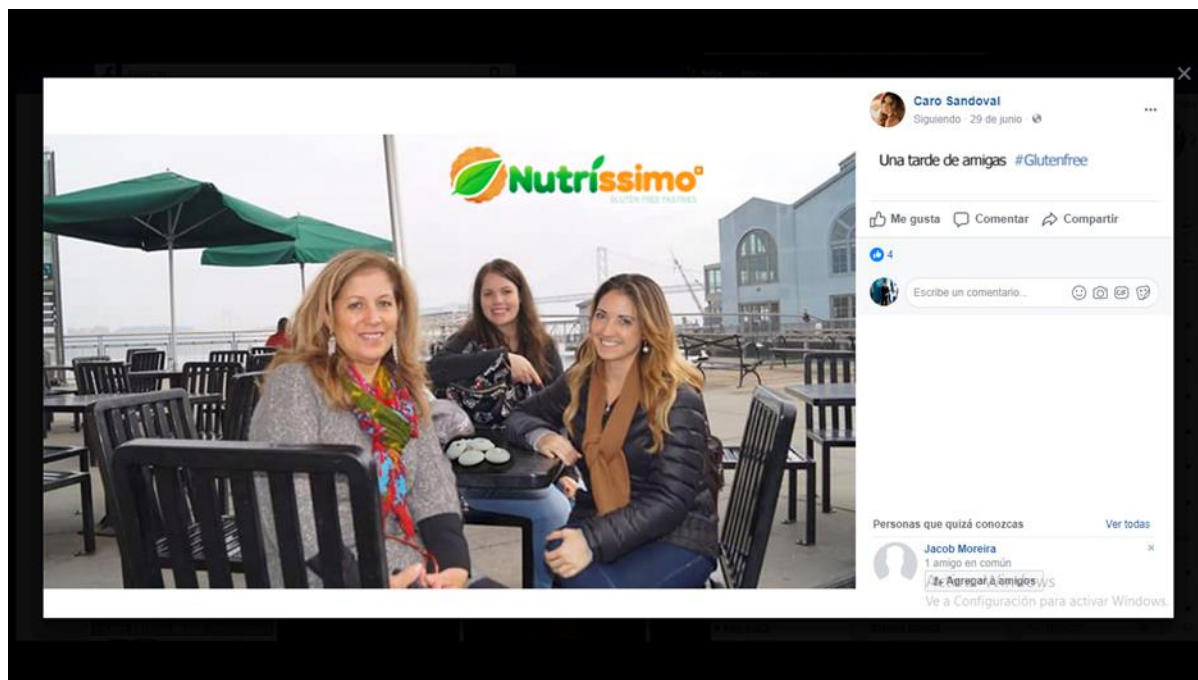 Nutríssimo
GLUTEN FREE PASTRIES
Caro Sandoval
Siguiendo · 29 de junio ·
Una tarde de amigas #Glutenfree
Me gusta Comentar Compartir
4
Escribe un comentario... GIF
Personas que quizá conozcas Ver todas
Jacob Moreira
1 amigo en común
Agregar a amigos
Ve a Configuración para activar Windows.